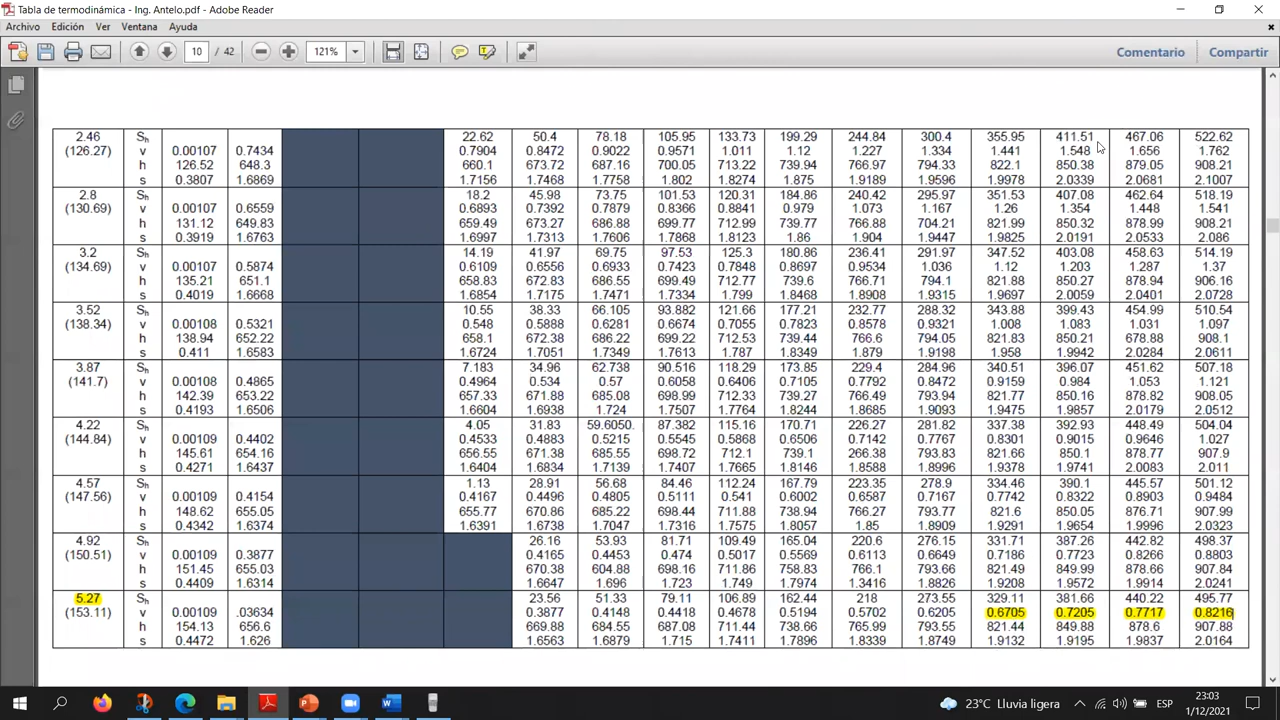 Tabla de termodinámica - Ing. Antelo.pdf - Adobe Reader
Archivo Edición Ver Ventana Ayuda
10 / 42 121% Comentario Compartir
2.46 Sh 22.62 50.4 78.18 105.95 133.73 199.29 244.84 300.4 355.95 411.51 467.06 522.62
(126.27) v 0.00107 0.7434 0.7904 0.8472 0.9022 0.9571 1.011 1.12 1.227 1.334 1.441 1.548 1.656 1.762
h 126.52 648.3 660.1 673.72 687.16 700.05 713.22 739.94 766.97 794.33 822.1 850.38 879.05 908.21
s 0.3807 1.6869 1.7156 1.7468 1.7758 1.802 1.8274 1.875 1.9189 1.9596 1.9978 2.0339 2.0681 2.1007
2.8 Sh 18.2 45.98 73.75 101.53 120.31 184.86 240.42 295.97 351.53 407.08 462.64 518.19
(130.69) v 0.00107 0.6559 0.6893 0.7392 0.7879 0.8366 0.8841 0.979 1.073 1.167 1.26 1.354 1.448 1.541
h 131.12 649.83 659.49 673.27 686.88 699.77 712.99 739.77 766.88 704.21 821.99 850.32 878.99 908.21
s 0.3919 1.6763 1.6997 1.7313 1.7606 1.7868 1.8123 1.86 1.904 1.9447 1.9825 2.0191 2.0533 2.086
3.2 Sh 14.19 41.97 69.75 97.53 125.3 180.86 236.41 291.97 347.52 403.08 458.63 514.19
(134.69) v 0.00107 0.5874 0.6109 0.6556 0.6933 0.7423 0.7848 0.8697 0.9534 1.036 1.12 1.203 1.287 1.37
h 135.21 651.1 658.83 672.83 686.55 699.49 712.77 739.6 766.71 794.1 821.88 850.27 878.94 906.16
s 0.4019 1.6668 1.6854 1.7175 1.7471 1.7334 1.799 1.8468 1.8908 1.9315 1.9697 2.0059 2.0401 2.0728
3.52 Sh 10.55 38.33 66.105 93.882 121.66 177.21 232.77 288.32 343.88 399.43 454.99 510.54
(138.34) v 0.00108 0.5321 0.548 0.5888 0.6281 0.6674 0.7055 0.7823 0.8578 0.9321 1.008 1.083 1.031 1.097
h 138.94 652.22 658.1 672.38 686.22 699.22 712.53 739.44 766.6 794.05 821.83 850.21 678.88 908.1
s 0.411 1.6583 1.6724 1.7051 1.7349 1.7613 1.787 1.8349 1.879 1.9198 1.958 1.9942 2.0284 2.0611
3.87 Sh 7.183 34.96 62.738 90.516 118.29 173.85 229.4 284.96 340.51 396.07 451.62 507.18
(141.7) v 0.00108 0.4865 0.4964 0.534 0.57 0.6058 0.6406 0.7105 0.7792 0.8472 0.9159 0.984 1.053 1.121
h 142.39 653.22 657.33 671.88 685.08 698.99 712.33 739.27 766.49 793.94 821.77 850.16 878.82 908.05
s 0.4193 1.6506 1.6604 1.6938 1.724 1.7507 1.7764 1.8244 1.8685 1.9093 1.9475 1.9857 2.0179 2.0512
4.22 Sh 4.05 31.83 59.6050. 87.382 115.16 170.71 226.27 281.82 337.38 392.93 448.49 504.04
(144.84) v 0.00109 0.4402 0.4533 0.4883 0.5215 0.5545 0.5868 0.6506 0.7142 0.7767 0.8301 0.9015 0.9646 1.027
h 145.61 654.16 656.55 671.38 685.55 698.72 712.1 739.1 266.38 793.83 821.66 850.1 878.77 907.9
s 0.4271 1.6437 1.6404 1.6834 1.7139 1.7407 1.7665 1.8146 1.8588 1.8996 1.9378 1.9741 2.0083 2.011
4.57 Sh 1.13 28.91 56.68 84.46 112.24 167.79 223.35 278.9 334.46 390.1 445.57 501.12
(147.56) v 0.00109 0.4154 0.4167 0.4496 0.4805 0.5111 0.541 0.6002 0.6587 0.7167 0.7742 0.8322 0.8903 0.9484
h 148.62 655.05 655.77 670.86 685.22 698.44 711.88 738.94 766.27 793.77 821.6 850.05 876.71 907.99
s 0.4342 1.6374 1.6391 1.6738 1.7047 1.7316 1.7575 1.8057 1.85 1.8909 1.9291 1.9654 1.9996 2.0323
4.92 Sh 26.16 53.93 81.71 109.49 165.04 220.6 276.15 331.71 387.26 442.82 498.37
(150.51) v 0.00109 0.3877 0.4165 0.4453 0.474 0.5017 0.5569 0.6113 0.6649 0.7186 0.7723 0.8266 0.8803
h 151.45 655.03 670.38 604.88 698.16 711.86 758.83 766.1 793.66 821.49 849.99 878.66 907.84
s 0.4409 1.6314 1.6647 1.696 1.723 1.749 1.7974 1.3416 1.8826 1.9208 1.9572 1.9914 2.0241
5.27 Sh 23.56 51.33 79.11 106.89 162.44 218 273.55 329.11 381.66 440.22 495.77
(153.11) v 0.00109 .03634 0.3877 0.4148 0.4418 0.4678 0.5194 0.5702 0.6205 0.6705 0.7205 0.7717 0.8216
h 154.13 656.6 669.88 684.55 687.08 711.44 738.66 765.99 793.55 821.44 849.88 878.6 907.88
s 0.4472 1.626 1.6563 1.6879 1.715 1.7411 1.7896 1.8339 1.8749 1.9132 1.9195 1.9837 2.0164
23°C Lluvia ligera ESP 23:03
1/12/2021